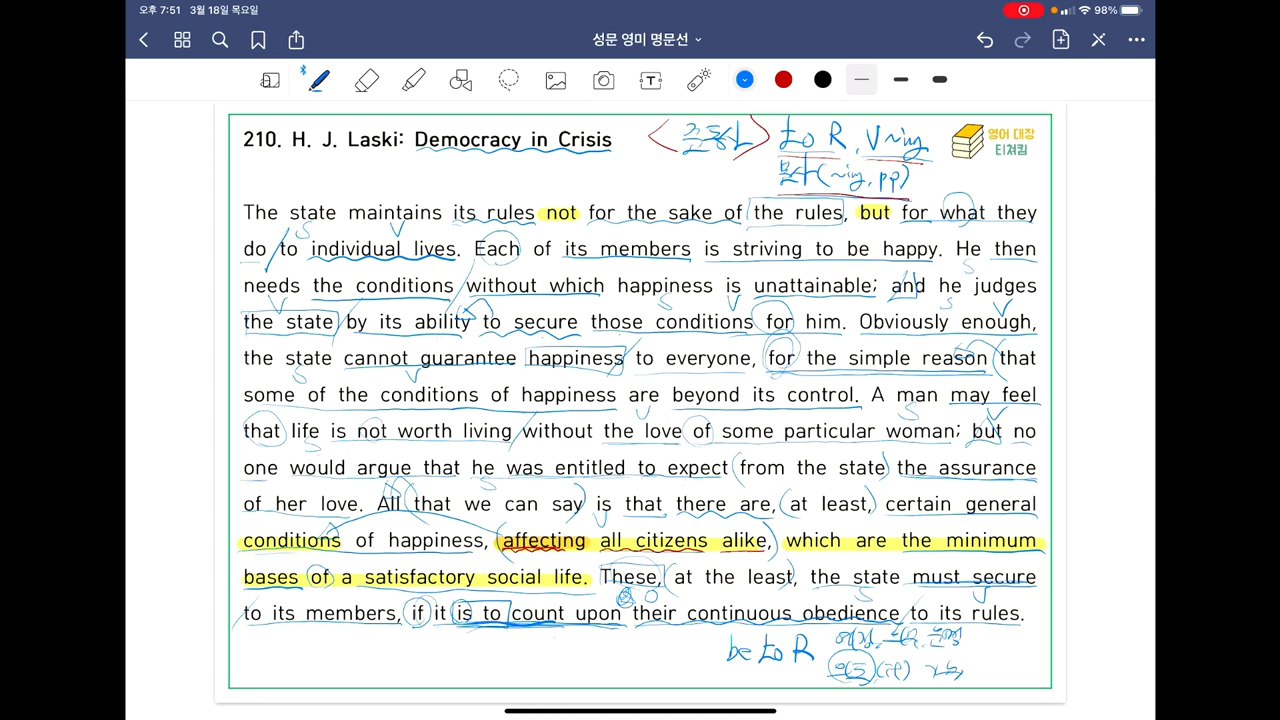 오후 7:51 3월 18일 목요일
98%
성문 영미 명문선
210. H. J. Laski: Democracy in Crisis
<준동사> to R, V~ing
분사(~ing, pp)
영어 대장
티쳐킴
The state maintains its rules not for the sake of the rules, but for what they
do to individual lives. Each of its members is striving to be happy. He then
needs the conditions without which happiness is unattainable; and he judges
the state by its ability to secure those conditions for him. Obviously enough,
the state cannot guarantee happiness to everyone, for the simple reason that
some of the conditions of happiness are beyond its control. A man may feel
that life is not worth living without the love of some particular woman; but no
one would argue that he was entitled to expect from the state the assurance
of her love. All that we can say is that there are, at least, certain general
conditions of happiness, affecting all citizens alike, which are the minimum
bases of a satisfactory social life. These, at the least, the state must secure
to its members, if it is to count upon their continuous obedience to its rules.
be to R